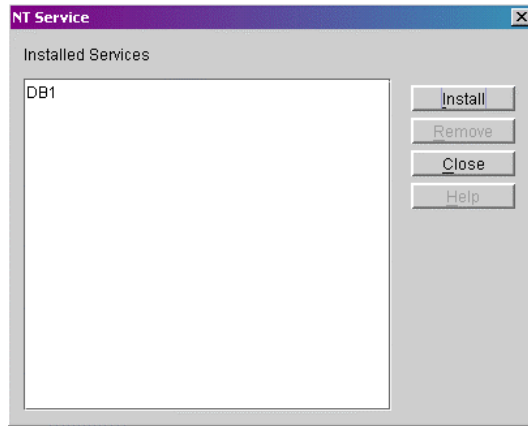 NT Service
Installed Services
DB1
Install
Remove
Close
Help